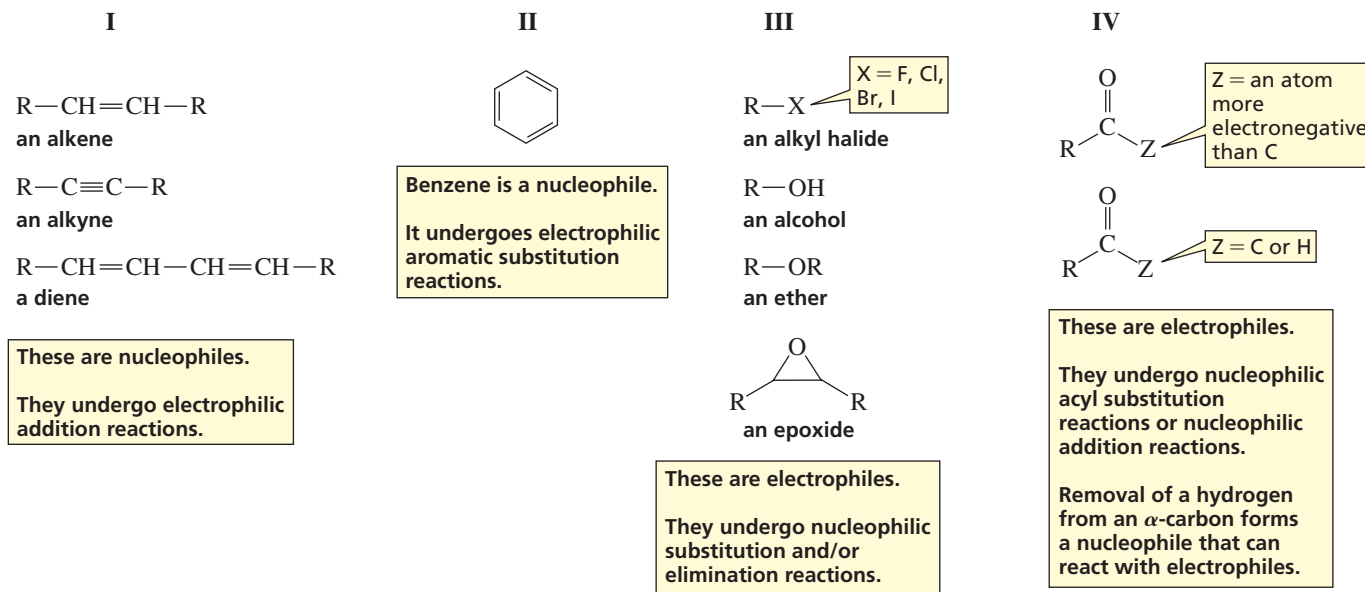 I
R—CH=CH—R
an alkene
R—C≡C—R
an alkyne
R—CH=CH—CH=CH—R
a diene
These are nucleophiles.
They undergo electrophilic
addition reactions.
II
Benzene is a nucleophile.
It undergoes electrophilic
aromatic substitution
reactions.
III
X = F, Cl,
Br, I
R—X
an alkyl halide
R—OH
an alcohol
R—OR
an ether
O
R R
an epoxide
These are electrophiles.
They undergo nucleophilic
substitution and/or
elimination reactions.
IV
O
C
R Z
Z = an atom
more
electronegative
than C
O
C
R Z
Z = C or H
These are electrophiles.
They undergo nucleophilic
acyl substitution
reactions or nucleophilic
addition reactions.
Removal of a hydrogen
from an α-carbon forms
a nucleophile that can
react with electrophiles.